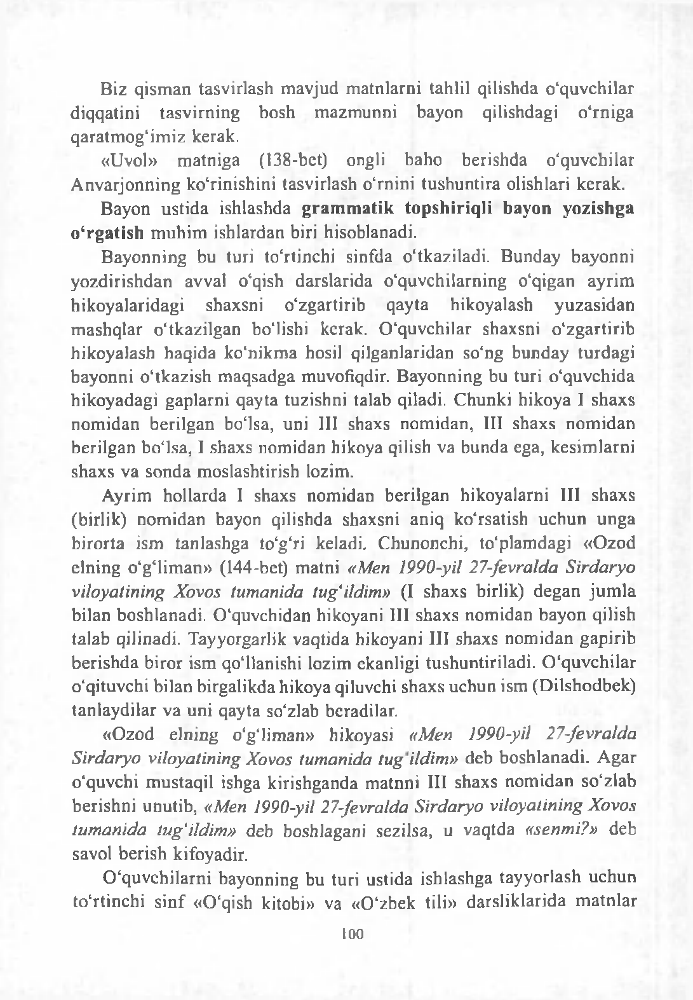 Biz qisman tasvirlash mavjud matnlarni tahlil qilishda o‘quvchilar
diqqatini tasvirning bosh mazmunni bayon qilishdagi o‘rniga
qaratmog‘imiz kerak.
«Uvol» matniga (138-bet) ongli baho berishda o‘quvchilar
Anvarjonning ko‘rinishini tasvirlash o‘rnini tushuntira olishlari kerak.
Bayon ustida ishlashda grammatik topshiriqli bayon yozishga
o‘rgatish muhim ishlardan biri hisoblanadi.
Bayonning bu turi to‘rtinchi sinfda o‘tkaziladi. Bunday bayonni
yozdirishdan avval o‘qish darslarida o‘quvchilarning o‘qigan ayrim
hikoyalaridagi shaxsni o‘zgartirib qayta hikoyalash yuzasidan
mashqlar o‘tkazilgan bo‘lishi kerak. O‘quvchilar shaxsni o‘zgartirib
hikoyalash haqida ko‘nikma hosil qilganlaridan so‘ng bunday turdagi
bayonni o‘tkazish maqsadga muvofiqdir. Bayonning bu turi o‘quvchida
hikoyadagi gaplarni qayta tuzishni talab qiladi. Chunki hikoya I shaxs
nomidan berilgan bo‘lsa, uni III shaxs nomidan, III shaxs nomidan
berilgan bo‘lsa, I shaxs nomidan hikoya qilish va bunda ega, kesimlarni
shaxs va sonda moslashtirish lozim.
Ayrim hollarda I shaxs nomidan berilgan hikoyalarni III shaxs
(birlik) nomidan bayon qilishda shaxsni aniq ko‘rsatish uchun unga
birorta ism tanlashga to‘g‘ri keladi. Chunonchi, to‘plamdagi «Ozod
elning o‘g‘liman» (144-bet) matni «Men 1990-yil 27-fevralda Sirdaryo
viloyatining Xovos tumanida tug‘ildim» (I shaxs birlik) degan jumla
bilan boshlanadi. O‘quvchidan hikoyani III shaxs nomidan bayon qilish
talab qilinadi. Tayyorgarlik vaqtida hikoyani III shaxs nomidan gapirib
berishda biror ism qo‘llanishi lozim ekanligi tushuntiriladi. O‘quvchilar
o‘qituvchi bilan birgalikda hikoya qiluvchi shaxs uchun ism (Dilshodbek)
tanlaydilar va uni qayta so‘zlab beradilar.
«Ozod elning o‘g‘liman» hikoyasi «Men 1990-yil 27-fevralda
Sirdaryo viloyatining Xovos tumanida tug‘ildim» deb boshlanadi. Agar
o‘quvchi mustaqil ishga kirishganda matnni III shaxs nomidan so‘zlab
berishni unutib, «Men 1990-yil 27-fevralda Sirdaryo viloyatining Xovos
tumanida tug‘ildim» deb boshlagani sezilsa, u vaqtda «senmi?» deb
savol berish kifoyadir.
O‘quvchilarni bayonning bu turi ustida ishlashga tayyorlash uchun
to‘rtinchi sinf «O‘qish kitobi» va «O‘zbek tili» darsliklarida matnlar
100